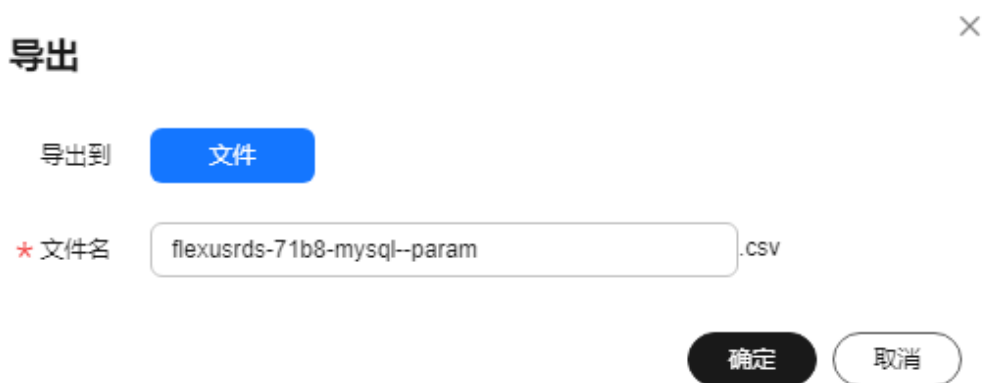 导出
导出到 文件
* 文件名 flexusrds-71b8-mysql--param .csv
确定 取消